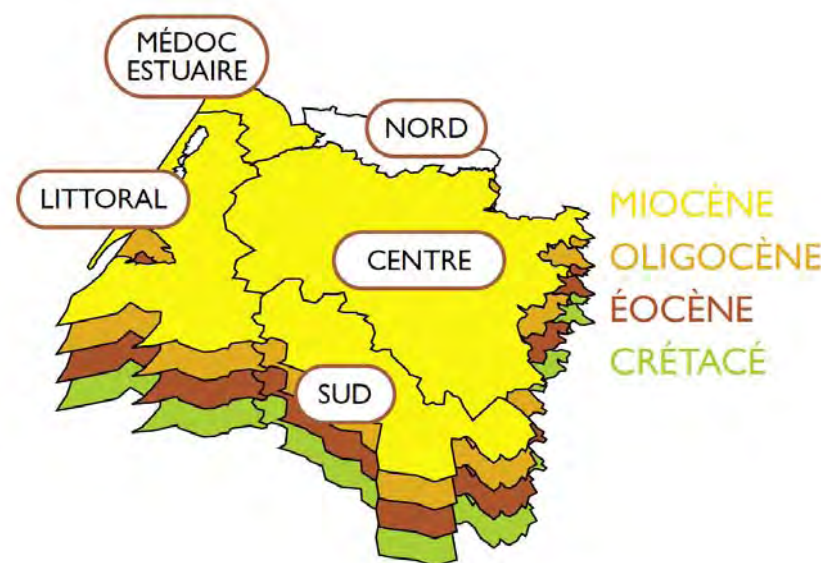 MÉDOC
ESTUAIRE
NORD
LITTORAL
CENTRE
SUD
MIOCÈNE
OLIGOCÈNE
ÉOCÈNE
CRÉTACÉ